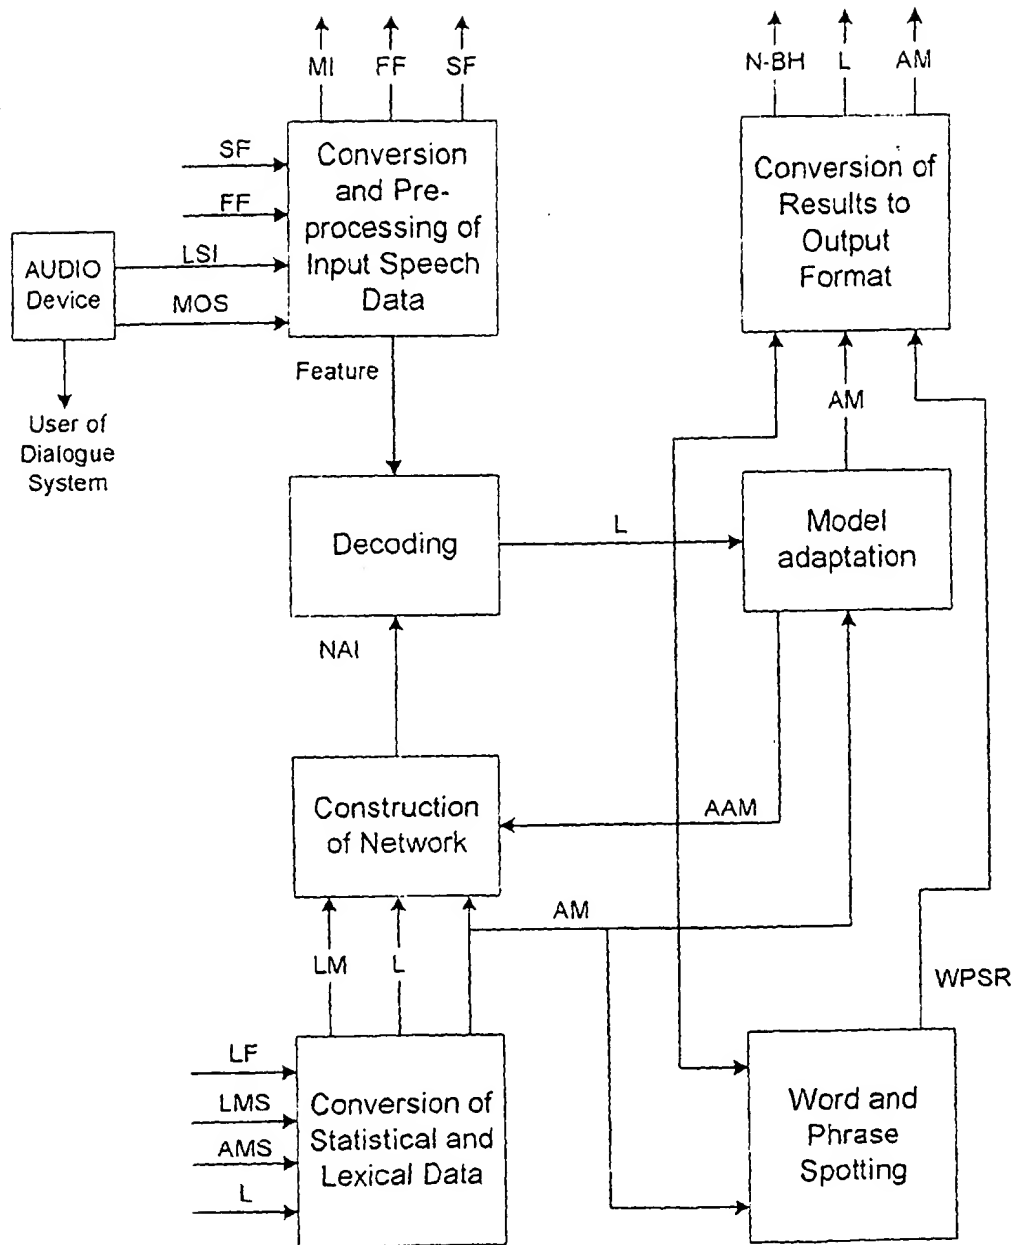 MI FF SF
N-BH L AM
SF
FF
LSI
MOS
AUDIO
Device
Conversion
and Pre-
processing of
Input Speech
Data
Conversion of
Results to
Output
Format
User of
Dialogue
System
Feature
AM
Decoding
L
Model
adaptation
NAI
Construction
of Network
AAM
AM
LM L
WPSR
LF
LMS
AMS
L
Conversion of
Statistical and
Lexical Data
Word and
Phrase
Spotting